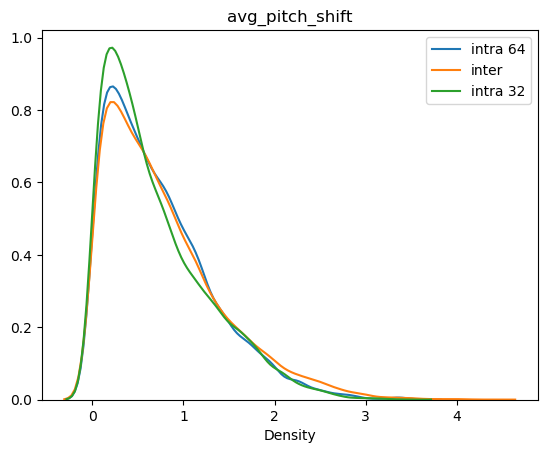 avg_pitch_shift
intra 64
inter
intra 32
1.0
0.8
0.6
0.4
0.2
0.0
0 1 2 3 4
Density